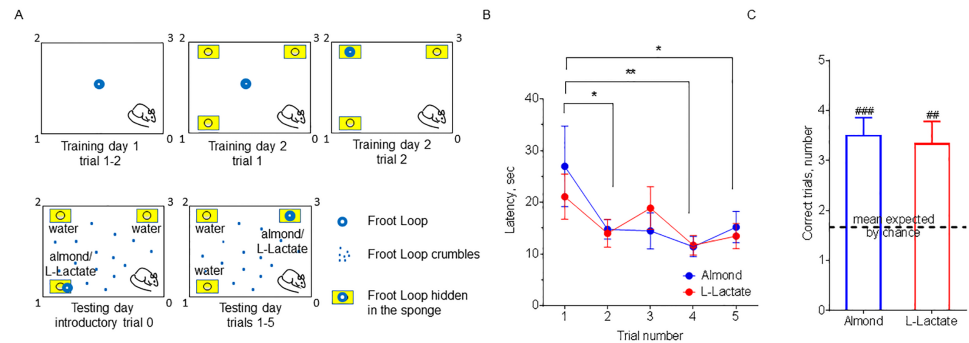 A
2
3
1
0
Training day 1
trial 1-2
2
3
1
0
Training day 2
trial 1
2
3
1
0
Training day 2
trial 2
2
3
water
water
almond/
L-Lactate
1
0
Testing day
introductory trial 0
2
3
water
almond/
L-Lactate
water
1
0
Testing day
trials 1-5
Froot Loop
Froot Loop crumbles
Froot Loop hidden
in the sponge
B
*
**
*
Latency, sec
40
30
20
10
0
Almond
L-Lactate
1 2 3 4 5
Trial number
C
Correct trials, number
5
4
3
2
1
0
###
##
mean expected
by chance
Almond
L-Lactate